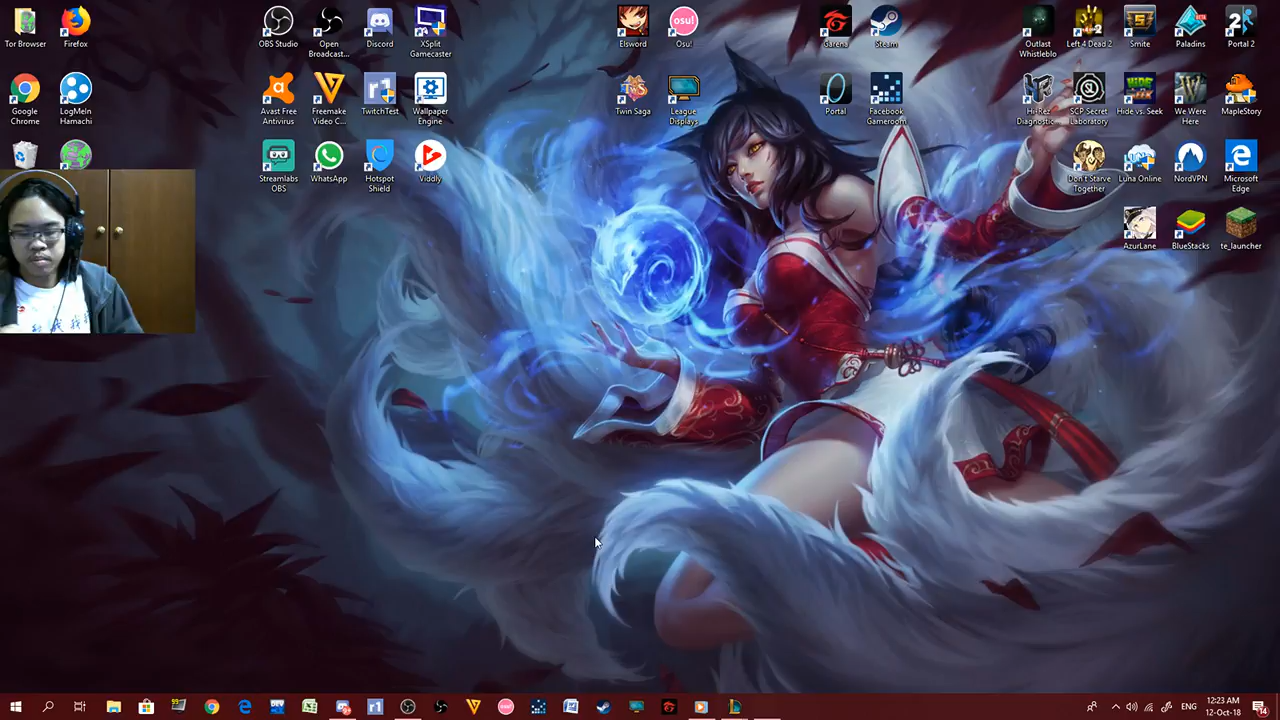 Tor Browser
Firefox
OBS Studio
Open
Broadcast...
Discord
XSplit
Gamecaster
Elsword
Osu!
Garena
Steam
Outlast
Whistleblo
Left 4 Dead 2
Smite
Paladins
Portal 2
Google
Chrome
LogMeIn
Hamachi
Avast Free
Antivirus
Freemake
Video C...
TwitchTest
Wallpaper
Engine
Twin Saga
League
Displays
Portal
Facebook
Gameroom
Hi-Rez
Diagnostic...
SCP Secret
Laboratory
Hide vs. Seek
We Were
Here
MapleStory
Streamlabs
OBS
WhatsApp
Hotspot
Shield
Viddly
Don't Starve
Together
Luna Online
NordVPN
Microsoft
Edge
AzurLane
BlueStacks
te_launcher
osu!
ENG
12:23 AM
12-Oct-18
14